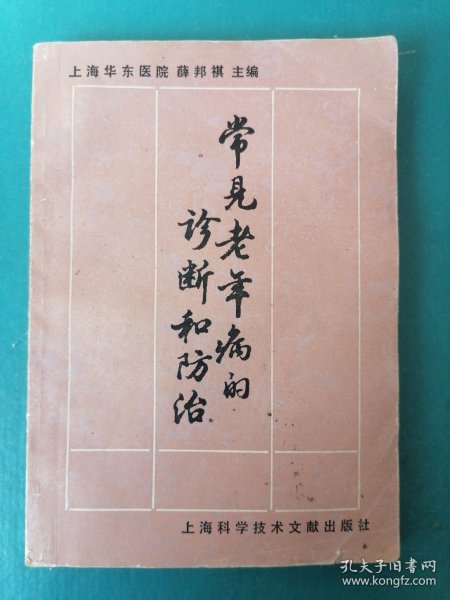 上海华东医院 薛邦祺 主编
常见老年病的
诊断和防治
上海科学技术文献出版社
孔夫子旧书网
www.kongfz.com